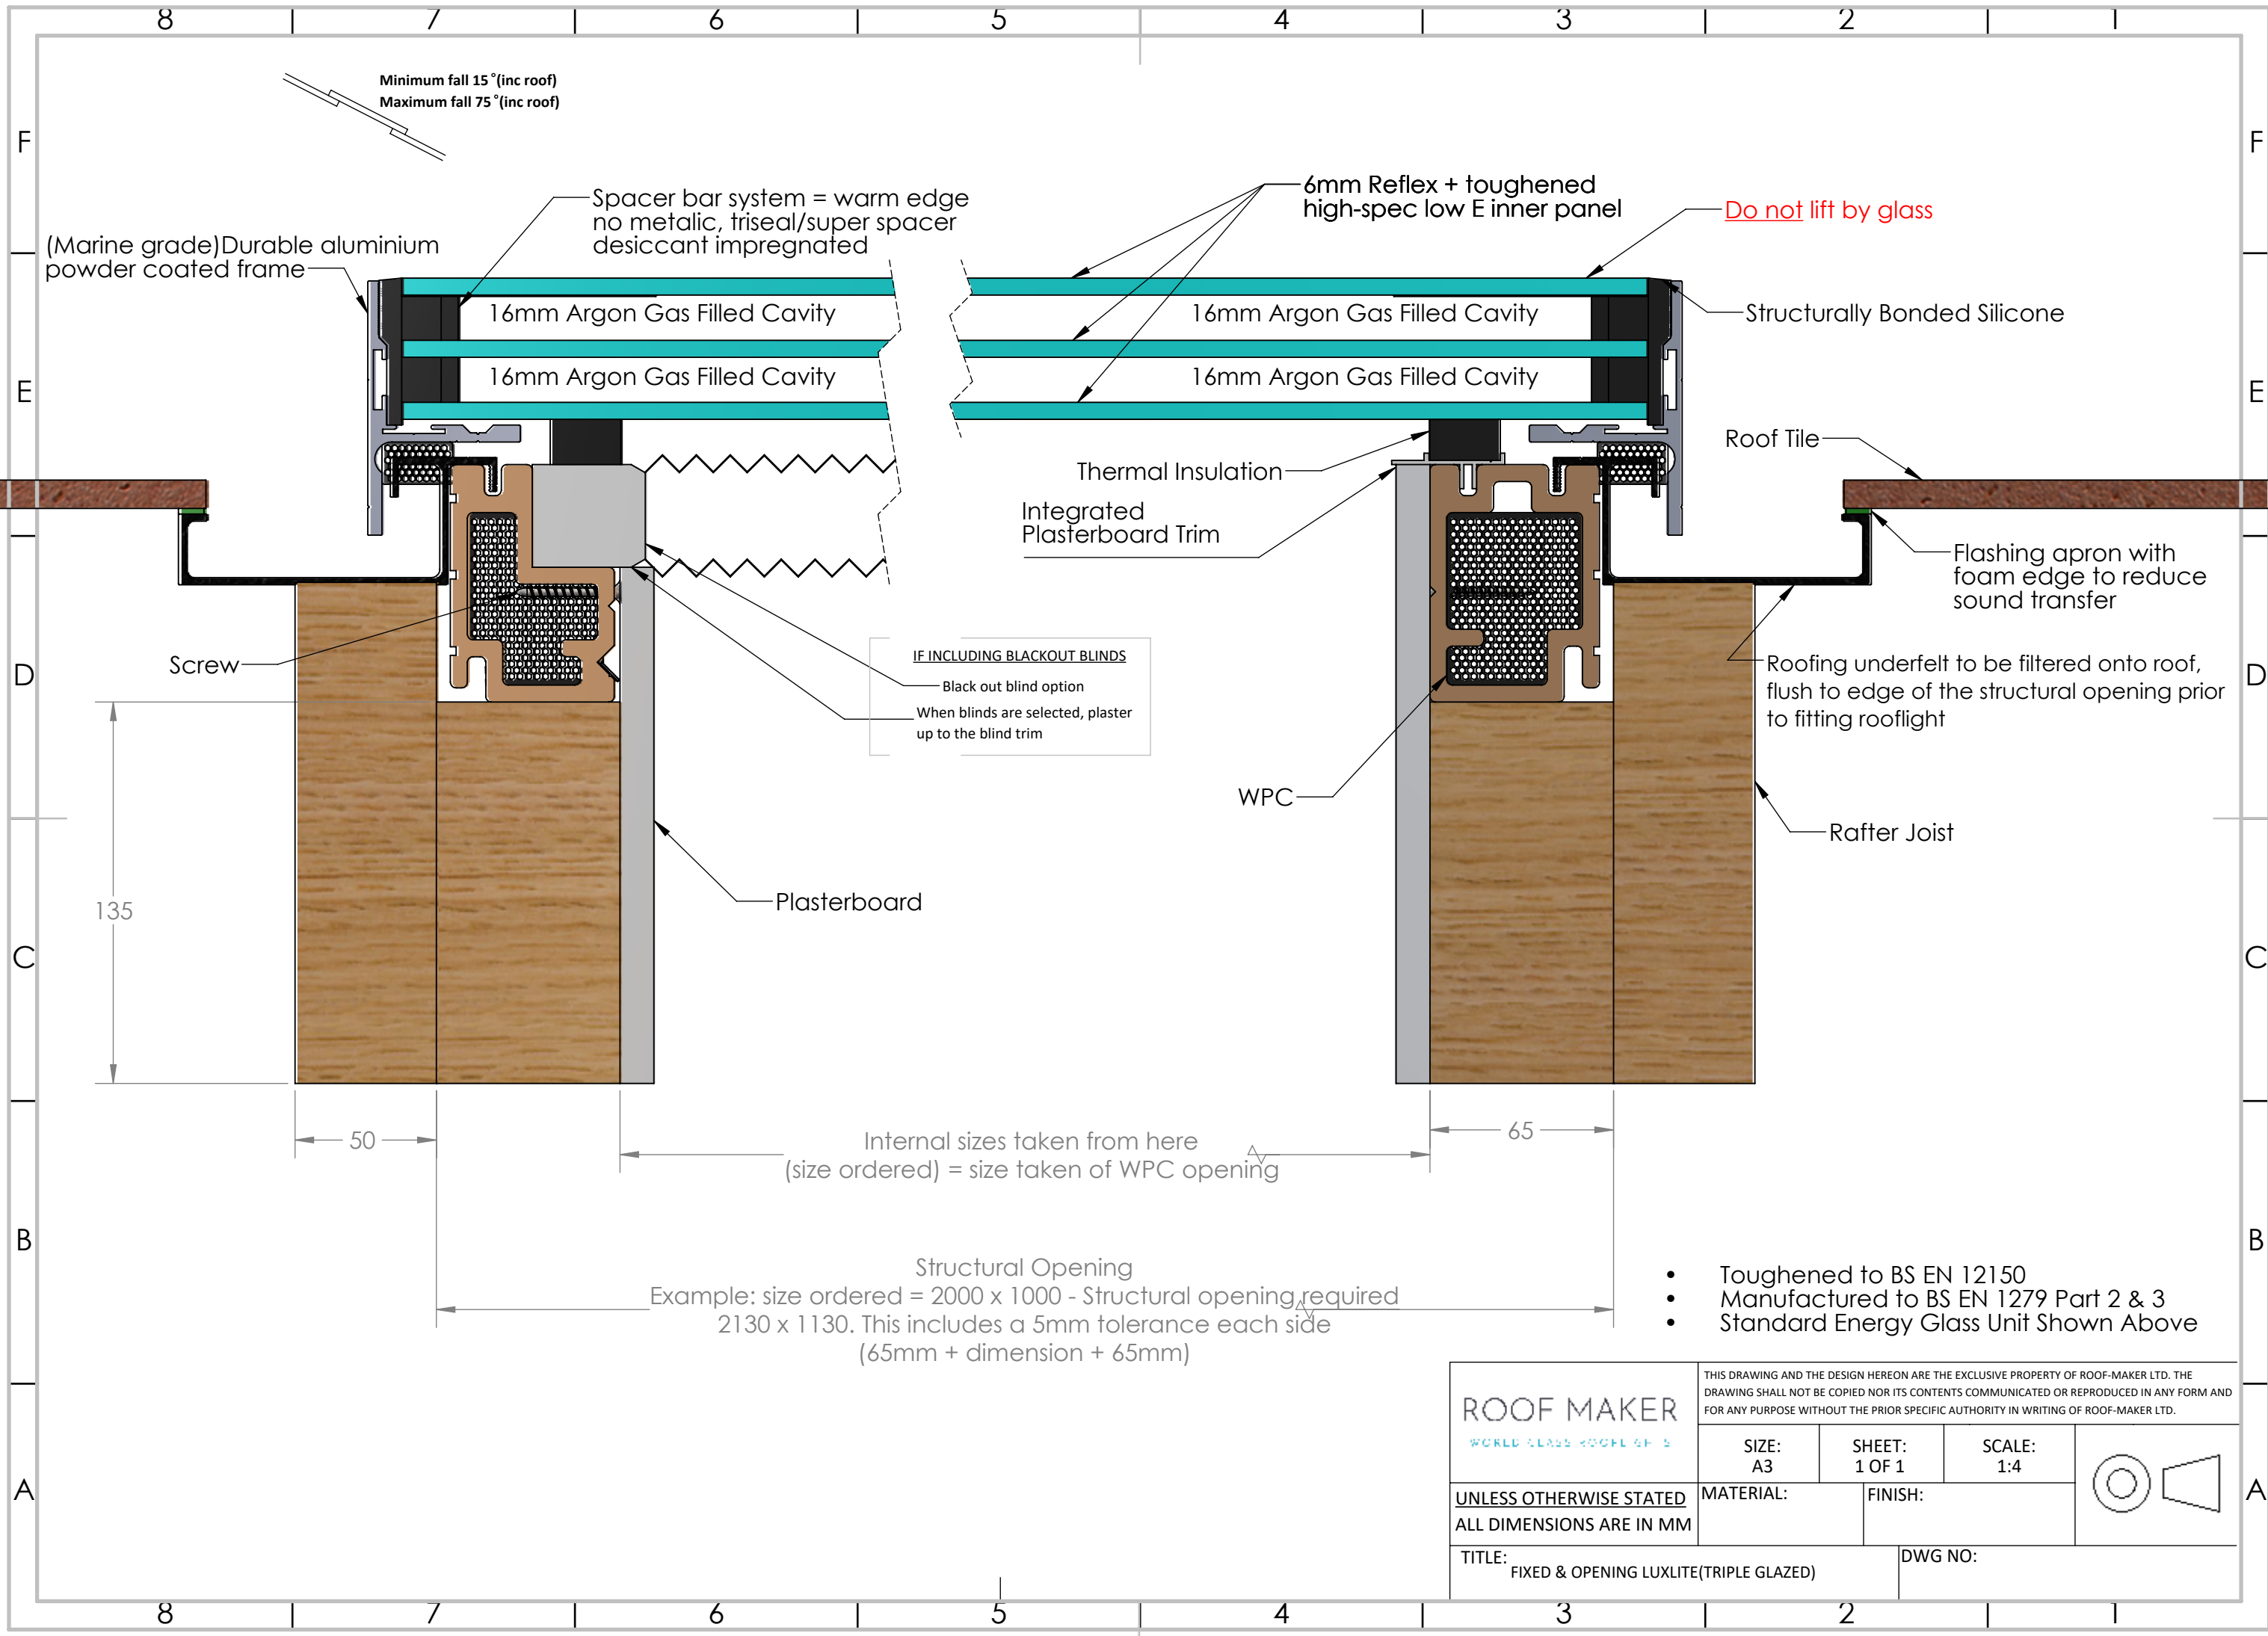 8 7 6 5 4 3 2 1
Minimum fall 15°(inc roof)
Maximum fall 75°(inc roof)
F F
Spacer bar system = warm edge
no metalic, triseal/super spacer
desiccant impregnated
6mm Reflex + toughened
high-spec low E inner panel
Do not lift by glass
(Marine grade)Durable aluminium
powder coated frame
16mm Argon Gas Filled Cavity
16mm Argon Gas Filled Cavity
Structurally Bonded Silicone
16mm Argon Gas Filled Cavity
16mm Argon Gas Filled Cavity
E E
Roof Tile
Thermal Insulation
Integrated
Plasterboard Trim
Flashing apron with
foam edge to reduce
sound transfer
Screw
IF INCLUDING BLACKOUT BLINDS
Black out blind option
When blinds are selected, plaster
up to the blind trim
D D
Roofing underfelt to be filtered onto roof,
flush to edge of the structural opening prior
to fitting rooflight
WPC
Rafter Joist
Plasterboard
135
C C
50
Internal sizes taken from here
(size ordered) = size taken of WPC opening
65
B B
Structural Opening
Example: size ordered = 2000 x 1000 - Structural opening required
2130 x 1130. This includes a 5mm tolerance each side
(65mm + dimension + 65mm)
• Toughened to BS EN 12150
• Manufactured to BS EN 1279 Part 2 & 3
• Standard Energy Glass Unit Shown Above
ROOF MAKER
THIS DRAWING AND THE DESIGN HEREON ARE THE EXCLUSIVE PROPERTY OF ROOF-MAKER LTD. THE
DRAWING SHALL NOT BE COPIED NOR ITS CONTENTS COMMUNICATED OR REPRODUCED IN ANY FORM AND
FOR ANY PURPOSE WITHOUT THE PRIOR SPECIFIC AUTHORITY IN WRITING OF ROOF-MAKER LTD.
SIZE:
A3
SHEET:
1 OF 1
SCALE:
1:4
A A
UNLESS OTHERWISE STATED
ALL DIMENSIONS ARE IN MM
MATERIAL:
FINISH:
TITLE:
FIXED & OPENING LUXLITE(TRIPLE GLAZED)
DWG NO:
8 7 6 5 4 3 2 1